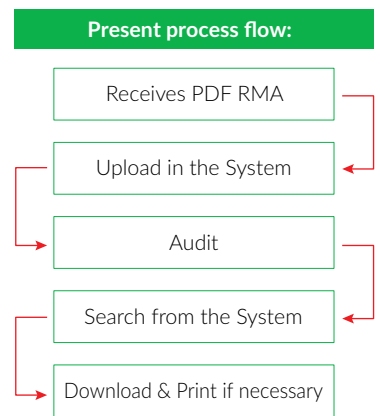 Present process flow:
Receives PDF RMA
Upload in the System
Audit
Search from the System
Download & Print if necessary